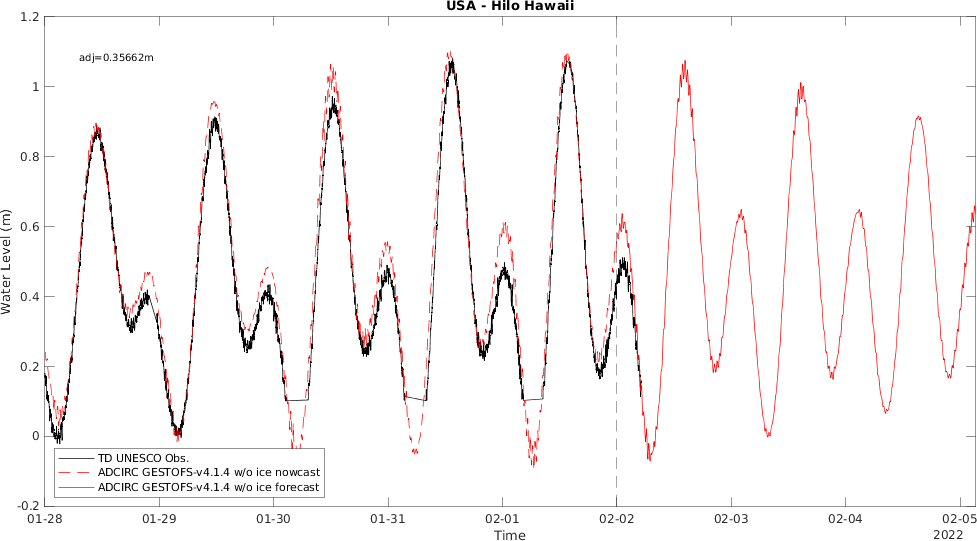 USA - Hilo Hawaii
1.2
adj=0.35662m
1
0.8
0.6
0.4
0.2
0
-0.2
Water Level (m)
TD UNESCO Obs.
ADCIRC GESTOFS-v4.1.4 w/o ice nowcast
ADCIRC GESTOFS-v4.1.4 w/o ice forecast
01-28 01-29 01-30 01-31 02-01 02-02 02-03 02-04 02-05
Time
2022